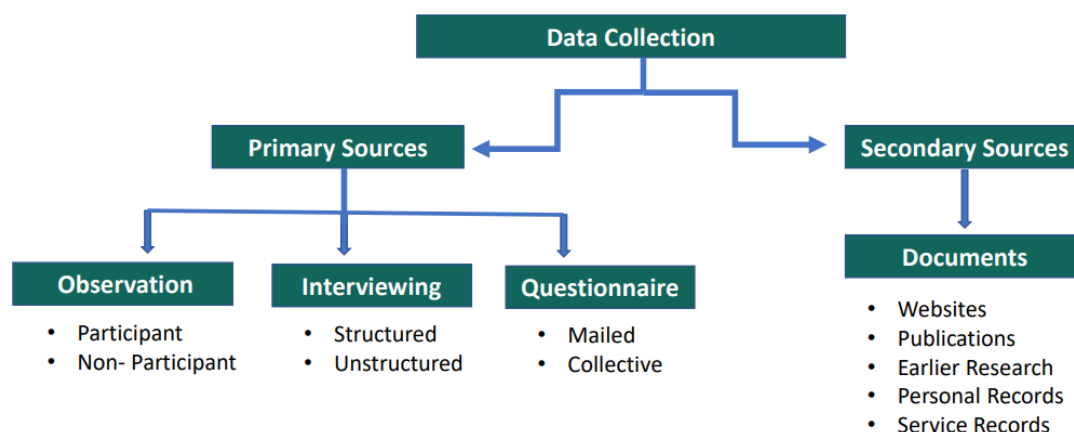 Data Collection
Primary Sources
Secondary Sources
Observation
• Participant
• Non- Participant
Interviewing
• Structured
• Unstructured
Questionnaire
• Mailed
• Collective
Documents
• Websites
• Publications
• Earlier Research
• Personal Records
• Service Records